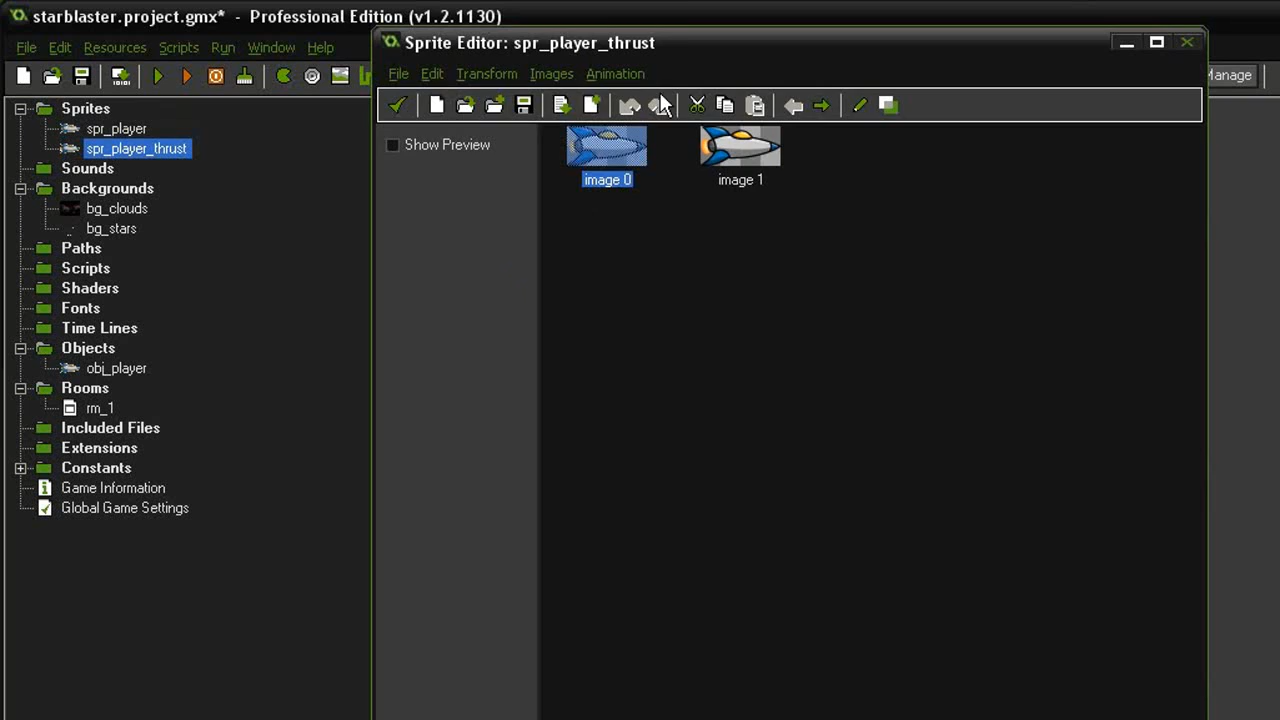 starblaster.project.gmx* - Professional Edition (v1.2.1130)
File Edit Resources Scripts Run Window Help
Manage
Sprites
spr_player
spr_player_thrust
Sounds
Backgrounds
bg_clouds
bg_stars
Paths
Scripts
Shaders
Fonts
Time Lines
Objects
obj_player
Rooms
rm_1
Included Files
Extensions
Constants
Game Information
Global Game Settings
Sprite Editor: spr_player_thrust
File Edit Transform Images Animation
Show Preview
image 0 image 1